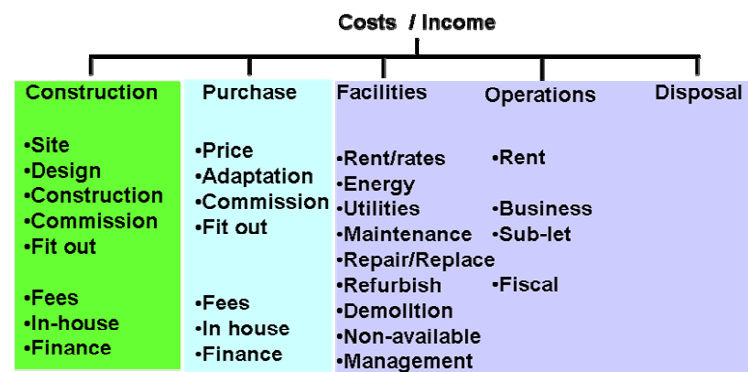 Costs / Income
Construction
•Site
•Design
•Construction
•Commission
•Fit out
•Fees
•In-house
•Finance
Purchase
•Price
•Adaptation
•Commission
•Fit out
•Fees
•In house
•Finance
Facilities
•Rent/rates
•Energy
•Utilities
•Maintenance
•Repair/Replace
•Refurbish
•Demolition
•Non-available
•Management
Operations
•Rent
•Business
•Sub-let
•Fiscal
Disposal